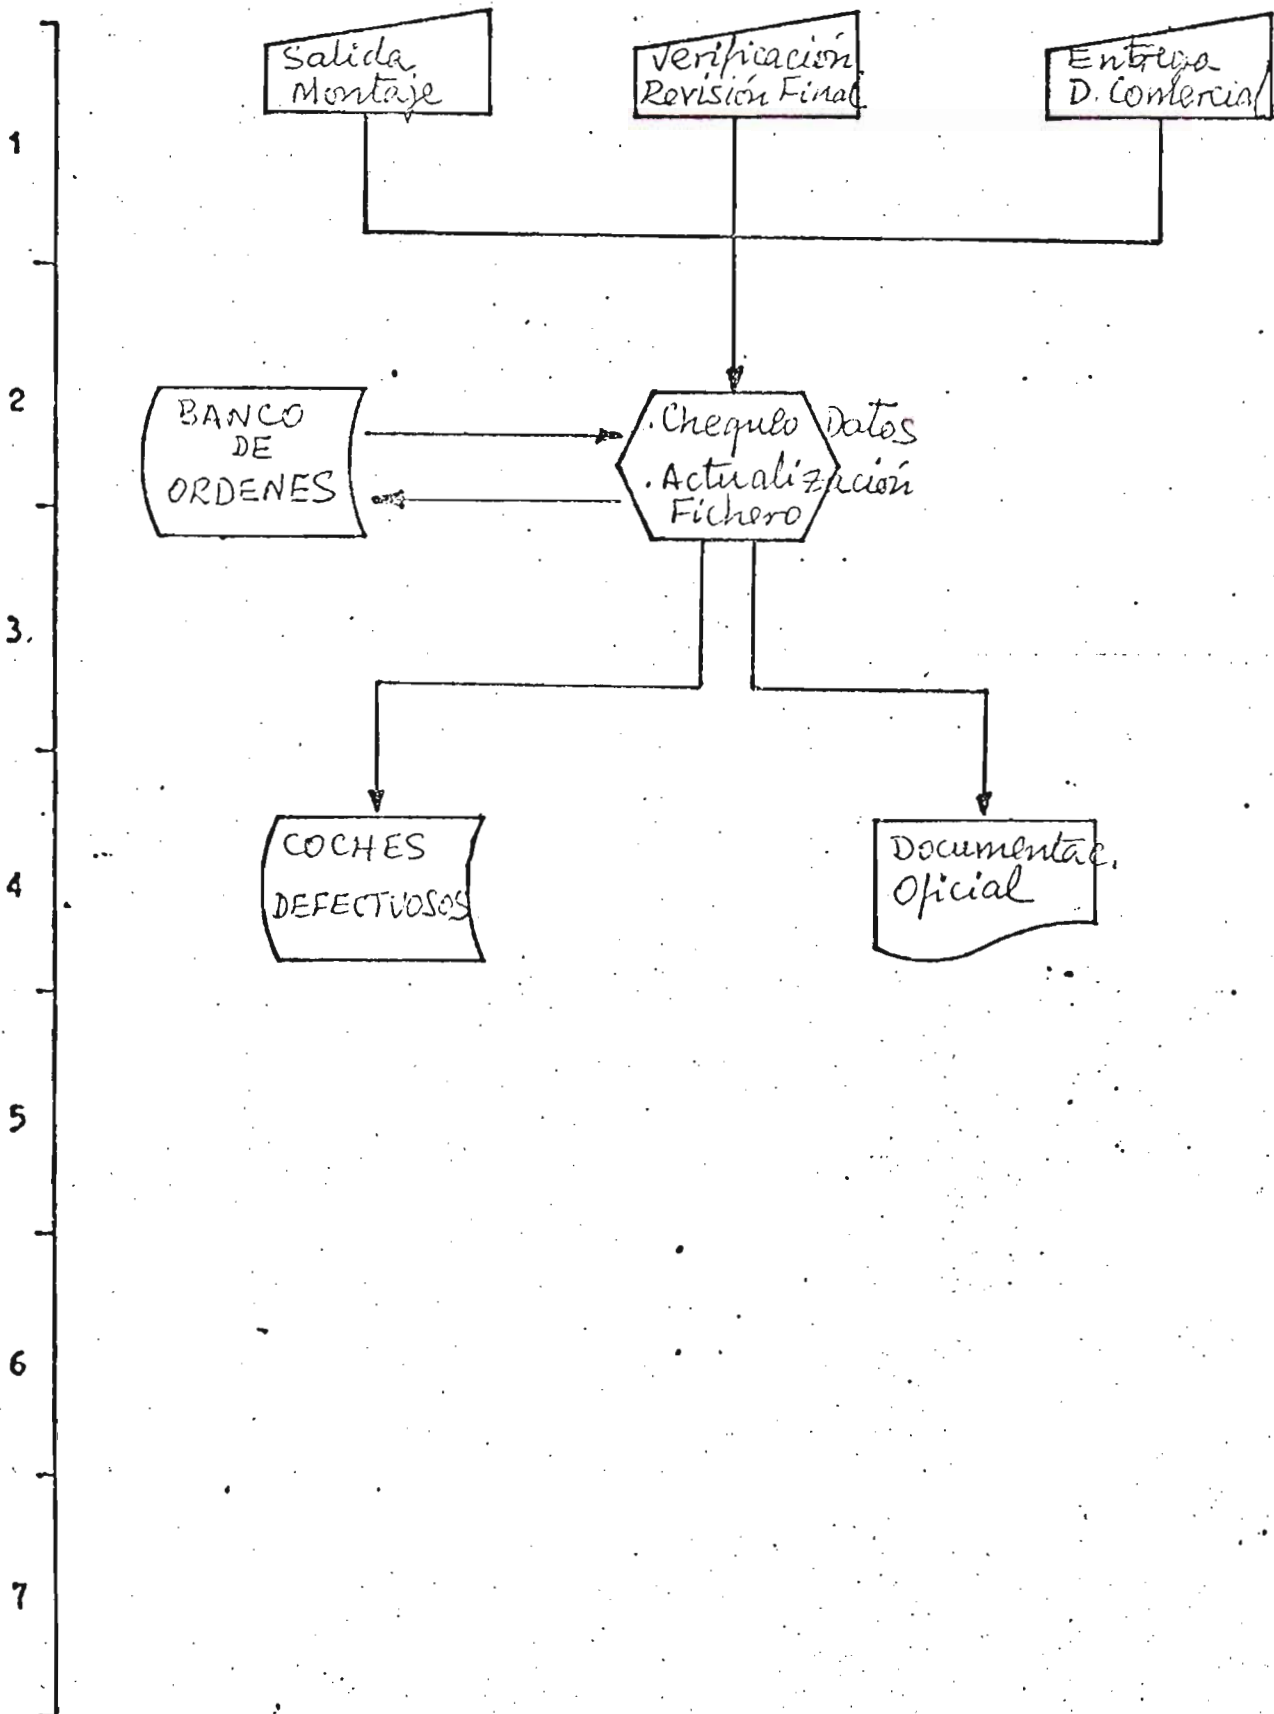 Salida
Montaje
Verificación
Revisión Final
Entrega
D. Comercial
1
2
BANCO
DE
ORDENES
. Chequeo Datos
. Actualización
Fichero
3.
COCHES
DEFECTUOSOS
Documentac.
Oficial
4
5
6
7